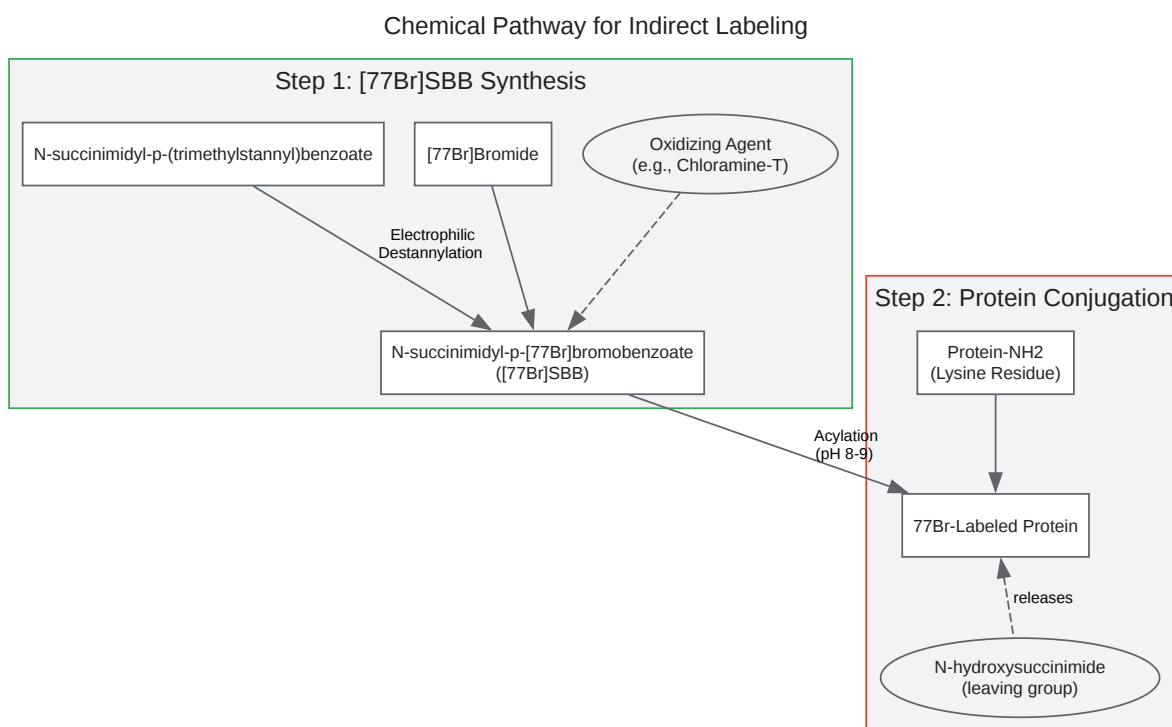 Chemical Pathway for Indirect Labeling
Step 1: [77Br]SBB Synthesis
N-succinimidyl-p-(trimethylstannyl)benzoate
[77Br]Bromide
Oxidizing Agent
(e.g., Chloramine-T)
Electrophilic
Destannylation
N-succinimidyl-p-[77Br]bromobenzoate
([77Br]SBB)
Step 2: Protein Conjugation
Protein-NH2
(Lysine Residue)
Acylation
(pH 8-9)
77Br-Labeled Protein
releases
N-hydroxysuccinimide
(leaving group)